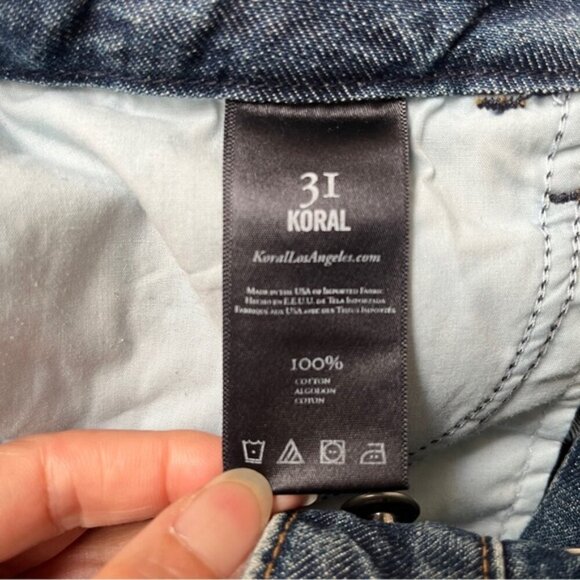 31
KORAL
KoralLosAngeles.com
Made in the USA of Imported Fabric
Hecho en E.E.U.U. de Tela Importada
Fabriqué aux USA avec des Tissus Importés
100%
COTTON
ALGODON
COTON